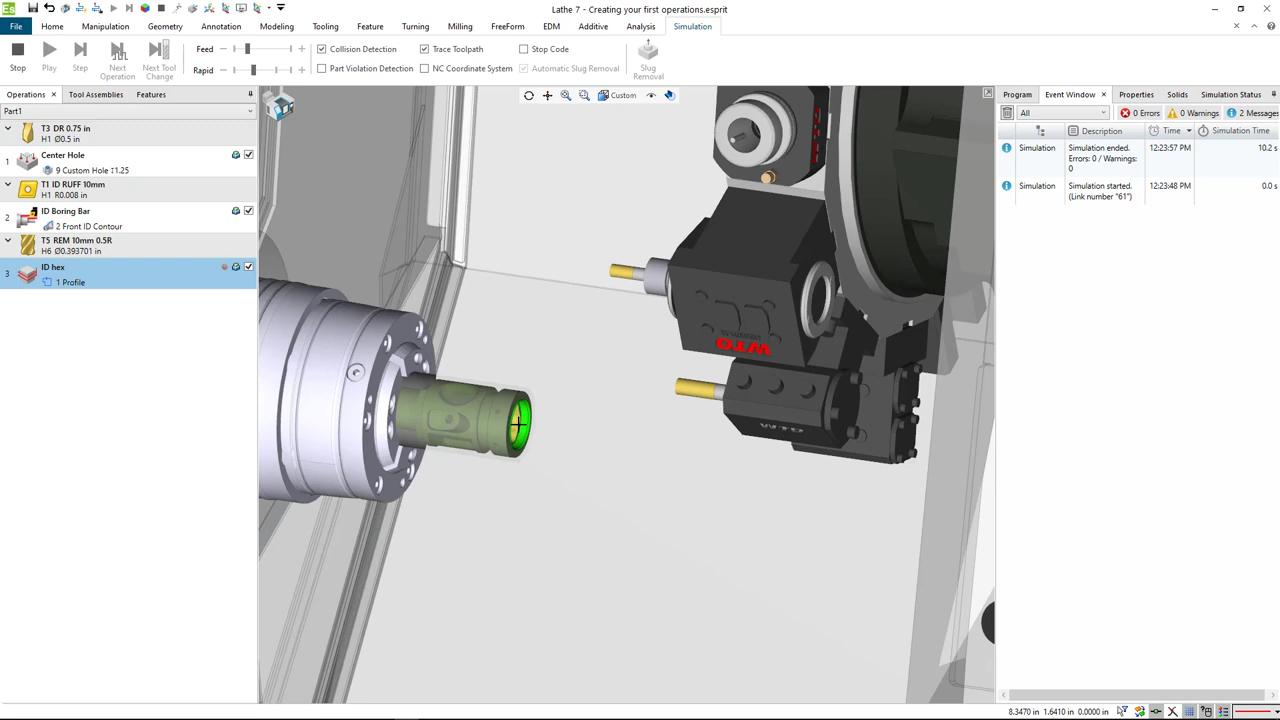 Lathe 7 - Creating your first operations.esprit
File
Home
Manipulation
Geometry
Annotation
Modeling
Tooling
Feature
Turning
Milling
FreeForm
EDM
Additive
Analysis
Simulation
Stop
Play
Step
Next Operation
Next Tool Change
Feed
Rapid
Collision Detection
Trace Toolpath
Stop Code
Part Violation Detection
NC Coordinate System
Automatic Slug Removal
Slug Removal
Operations
Tool Assemblies
Features
Part1
T3 DR 0.75 in
H1 Ø0.5 in
1 Center Hole
9 Custom Hole ↕1.25
T1 ID RUFF 10mm
H1 R0.008 in
2 ID Boring Bar
2 Front ID Contour
T5 REM 10mm 0.5R
H6 Ø0.393701 in
3 ID hex
1 Profile
Custom
WTO
WTO
Program
Event Window
Properties
Solids
Simulation Status
All
0 Errors
0 Warnings
2 Messages
Description
Time
Simulation Time
Simulation
Simulation ended.
Errors: 0 / Warnings:
0
12:23:57 PM
10.2 s
Simulation
Simulation started.
(Link number "61")
12:23:48 PM
0.0 s
8.3470 in 1.6410 in 0.0000 in